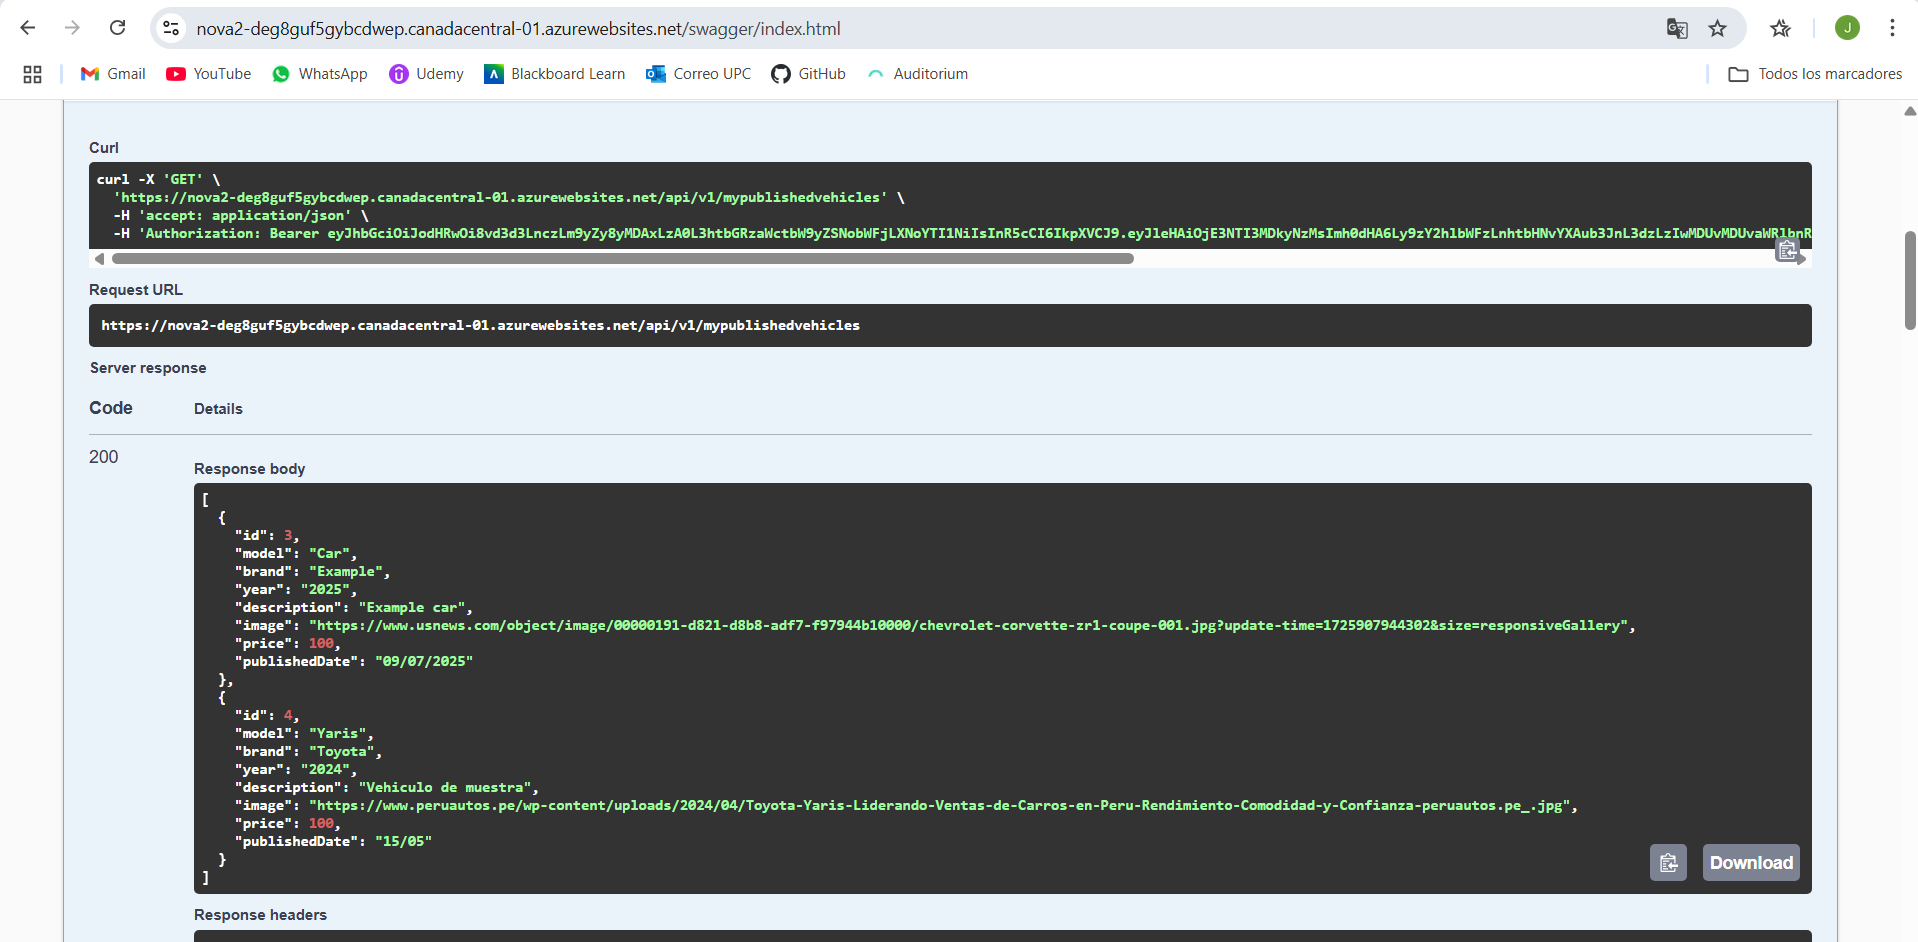 nova2-deg8guf5gybcdwep.canadacentral-01.azurewebsites.net/swagger/index.html
J
Gmail YouTube WhatsApp Udemy Blackboard Learn Correo UPC GitHub Auditorium Todos los marcadores
Curl
curl -X 'GET' \
'https://nova2-deg8guf5gybcdwep.canadacentral-01.azurewebsites.net/api/v1/mypublishedvehicles' \
-H 'accept: application/json' \
-H 'Authorization: Bearer eyJhbGciOiJodHRwOi8vd3d3LnczLm9yZy8yMDAxLzA0L3htbGRzaWctbW9yZSNobWFjLXNoYTI1NiIsInR5cCI6IkpXVCJ9.eyJleHAiOjE3NTI3MDkyNzMsImh0dHA6Ly9zY2hlbWFzLnhtbHNvYXAub3JnL3dzLzIwMDUvMDUvaWRlbnR
Request URL
https://nova2-deg8guf5gybcdwep.canadacentral-01.azurewebsites.net/api/v1/mypublishedvehicles
Server response
Code Details
200
Response body
[
{
"id": 3,
"model": "Car",
"brand": "Example",
"year": "2025",
"description": "Example car",
"image": "https://www.usnews.com/object/image/00000191-d821-d8b8-adf7-f97944b10000/chevrolet-corvette-zr1-coupe-001.jpg?update-time=1725907944302&size=responsiveGallery",
"price": 100,
"publishedDate": "09/07/2025"
},
{
"id": 4,
"model": "Yaris",
"brand": "Toyota",
"year": "2024",
"description": "Vehiculo de muestra",
"image": "https://www.peruautos.pe/wp-content/uploads/2024/04/Toyota-Yaris-Liderando-Ventas-de-Carros-en-Peru-Rendimiento-Comodidad-y-Confianza-peruautos.pe_.jpg",
"price": 100,
"publishedDate": "15/05"
}
]
Download
Response headers